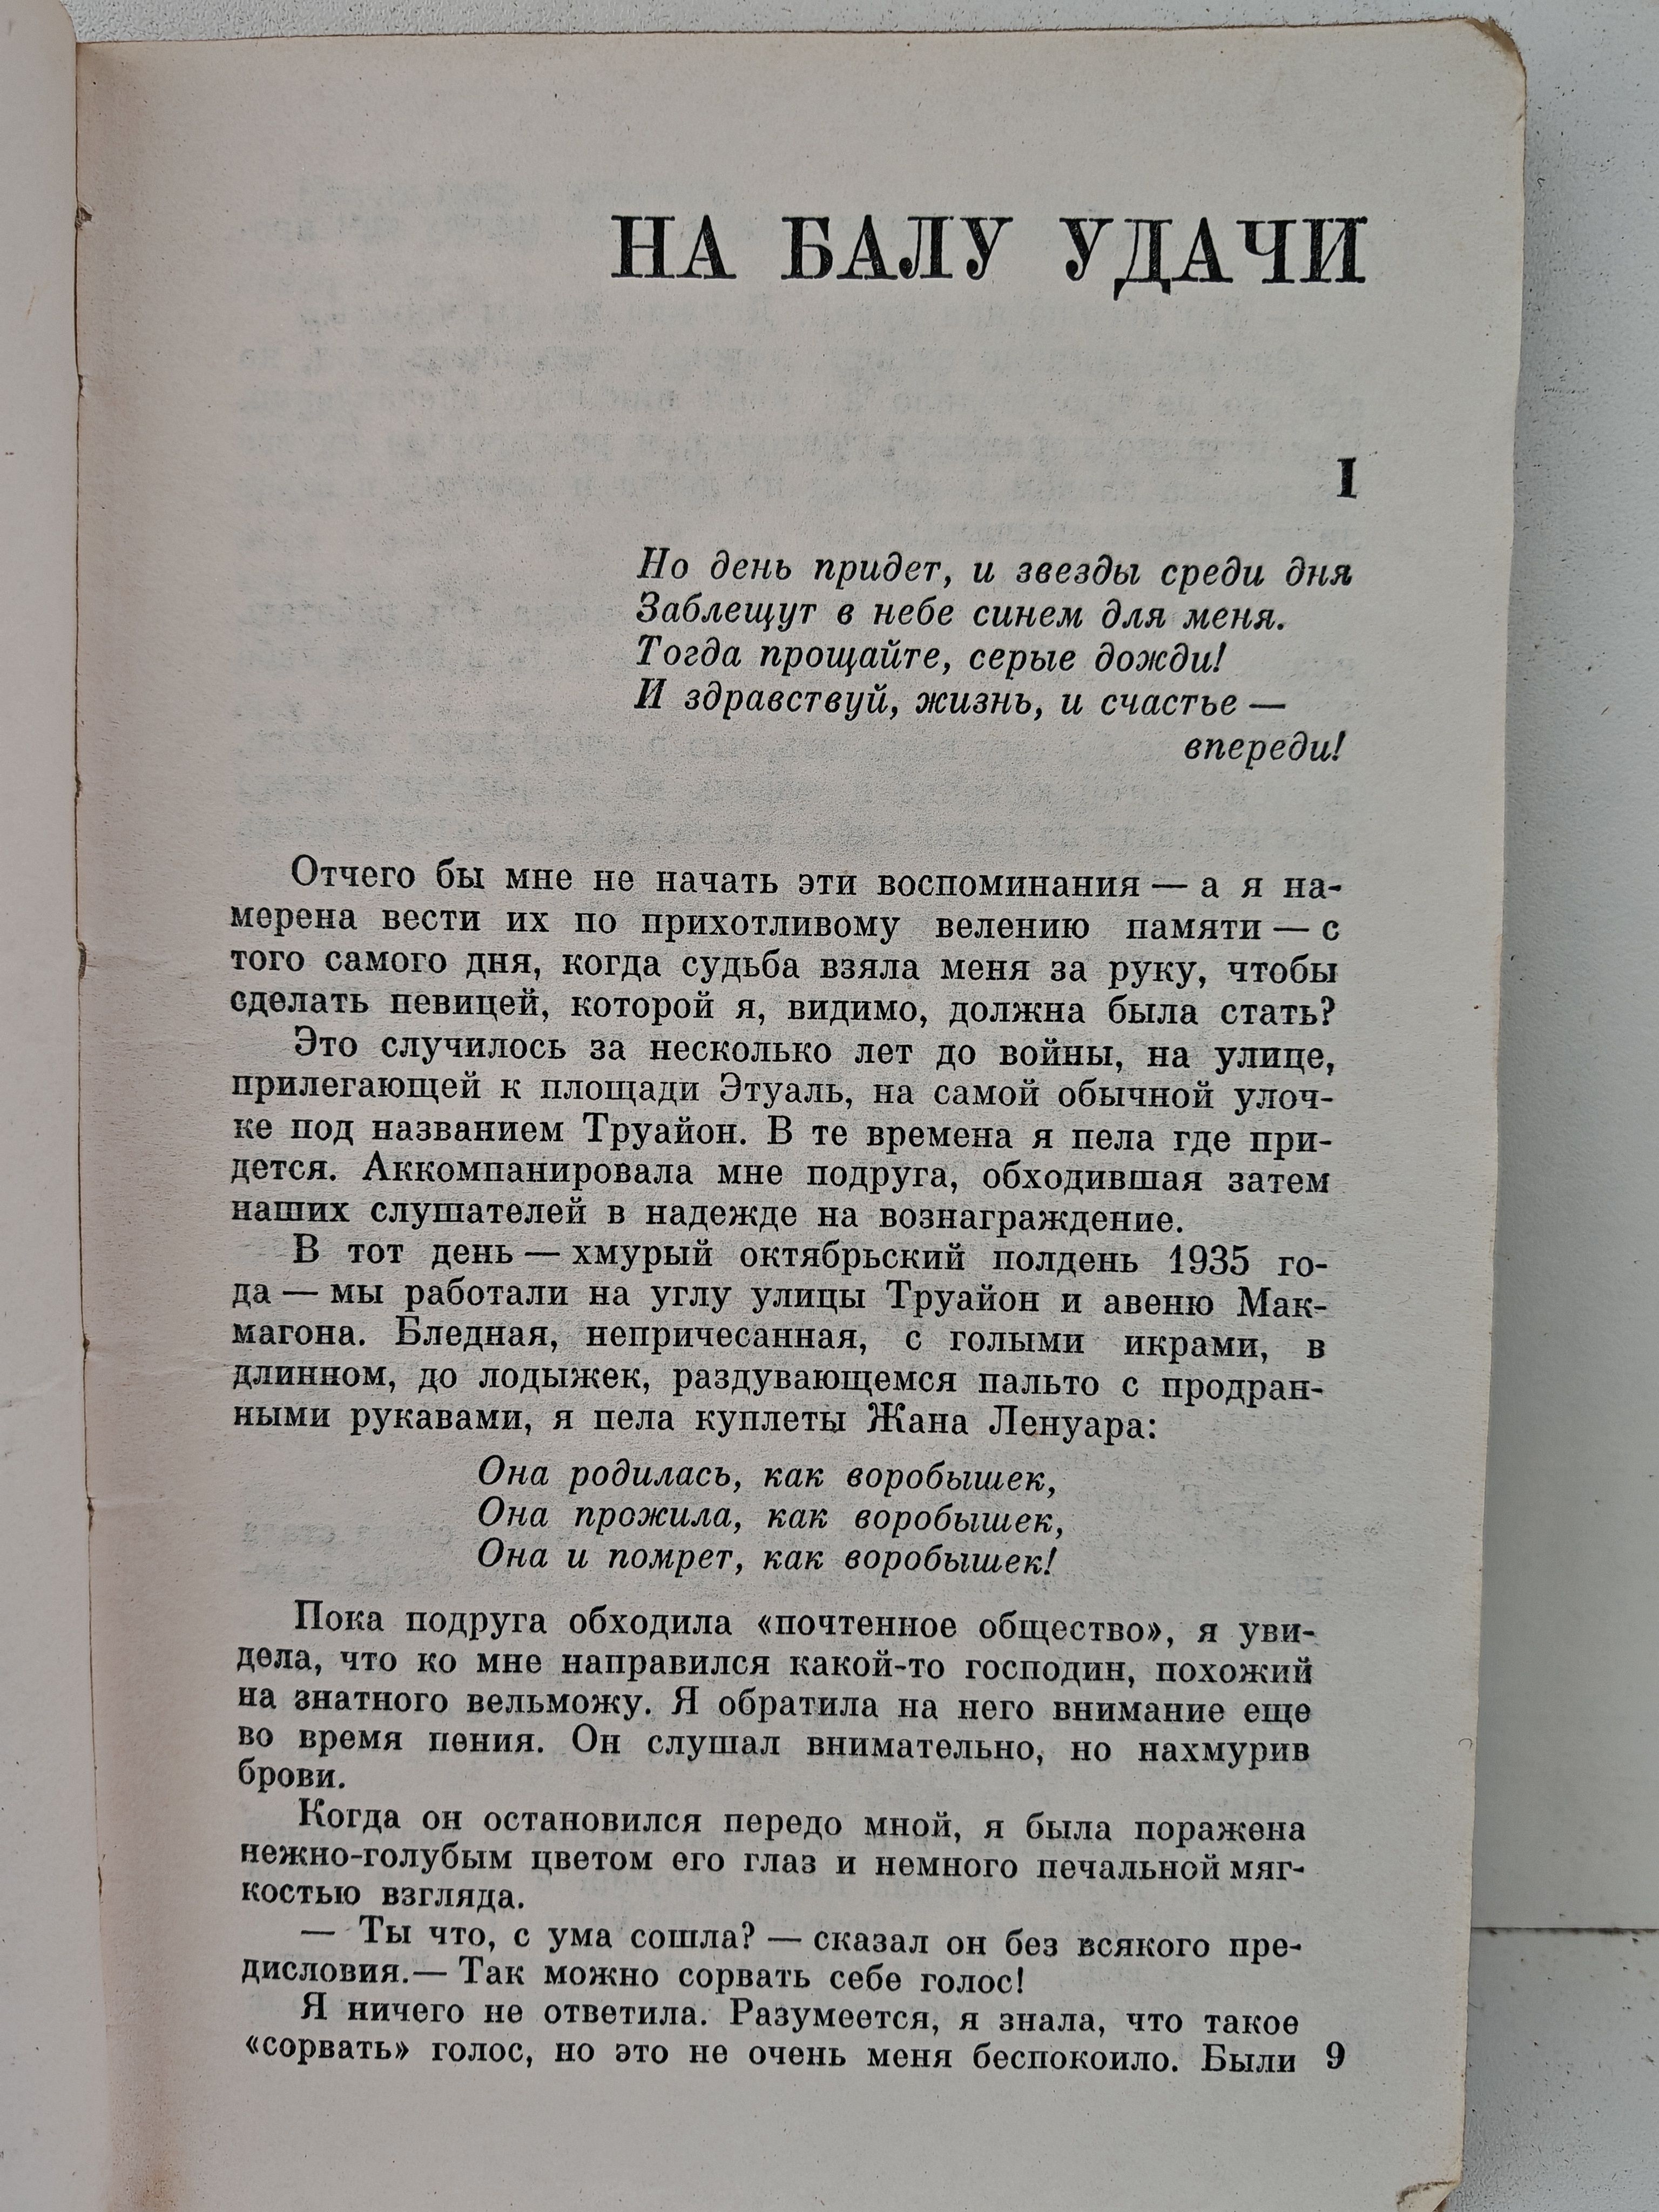 НА БАЛУ УДАЧИ
I
Но день придет, и звезды среди дня
Заблещут в небе синем для меня.
Тогда прощайте, серые дожди!
И здравствуй, жизнь, и счастье —
впереди!
Отчего бы мне не начать эти воспоминания — а я на-
мерена вести их по прихотливому велению памяти — с
того самого дня, когда судьба взяла меня за руку, чтобы
сделать певицей, которой я, видимо, должна была стать?
Это случилось за несколько лет до войны, на улице,
прилегающей к площади Этуаль, на самой обычной улоч-
ке под названием Труайон. В те времена я пела где при-
дется. Аккомпанировала мне подруга, обходившая затем
наших слушателей в надежде на вознаграждение.
В тот день — хмурый октябрьский полдень 1935 го-
да — мы работали на углу улицы Труайон и авеню Мак-
магона. Бледная, непричесанная, с голыми икрами, в
длинном, до лодыжек, раздувающемся пальто с продран-
ными рукавами, я пела куплеты Жана Ленуара:
Она родилась, как воробышек,
Она прожила, как воробышек,
Она и помрет, как воробышек!
Пока подруга обходила «почтенное общество», я уви-
дела, что ко мне направился какой-то господин, похожий
на знатного вельможу. Я обратила на него внимание еще
во время пения. Он слушал внимательно, но нахмурив
брови.
Когда он остановился передо мной, я была поражена
нежно-голубым цветом его глаз и немного печальной мяг-
костью взгляда.
— Ты что, с ума сошла? — сказал он без всякого пре-
дисловия.— Так можно сорвать себе голос!
Я ничего не ответила. Разумеется, я знала, что такое
«сорвать» голос, но это не очень меня беспокоило. Были 9